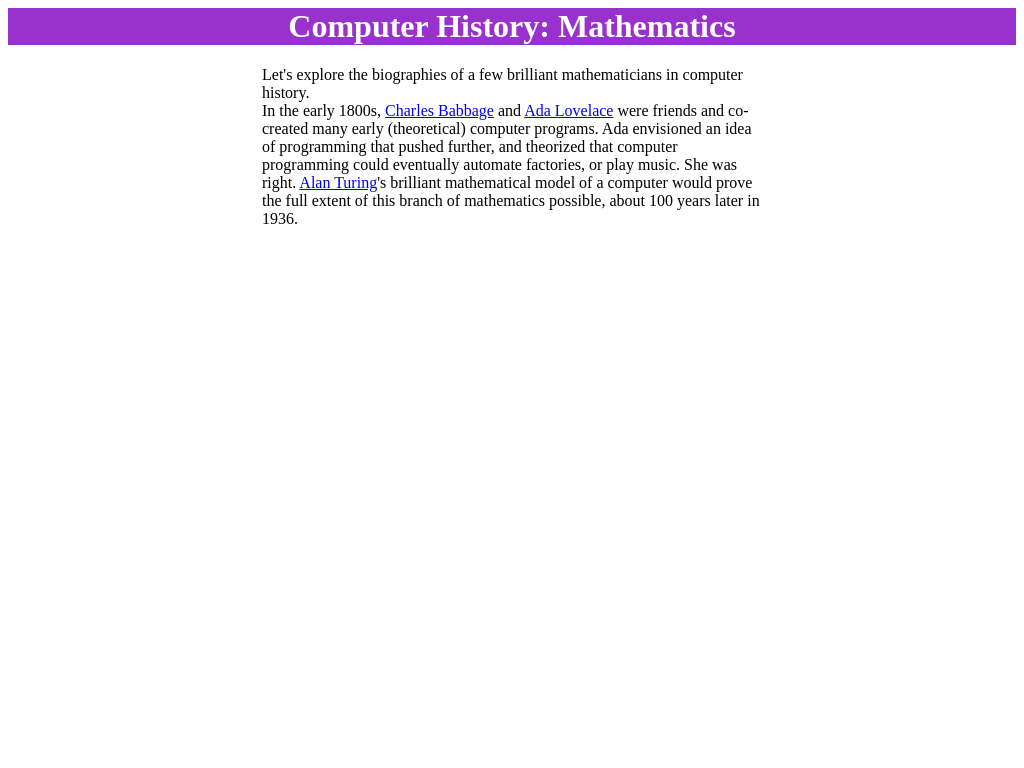 Computer History: Mathematics
Let's explore the biographies of a few brilliant mathematicians in computer
history.
In the early 1800s, Charles Babbage and Ada Lovelace were friends and co-
created many early (theoretical) computer programs. Ada envisioned an idea
of programming that pushed further, and theorized that computer
programming could eventually automate factories, or play music. She was
right. Alan Turing's brilliant mathematical model of a computer would prove
the full extent of this branch of mathematics possible, about 100 years later in
1936.